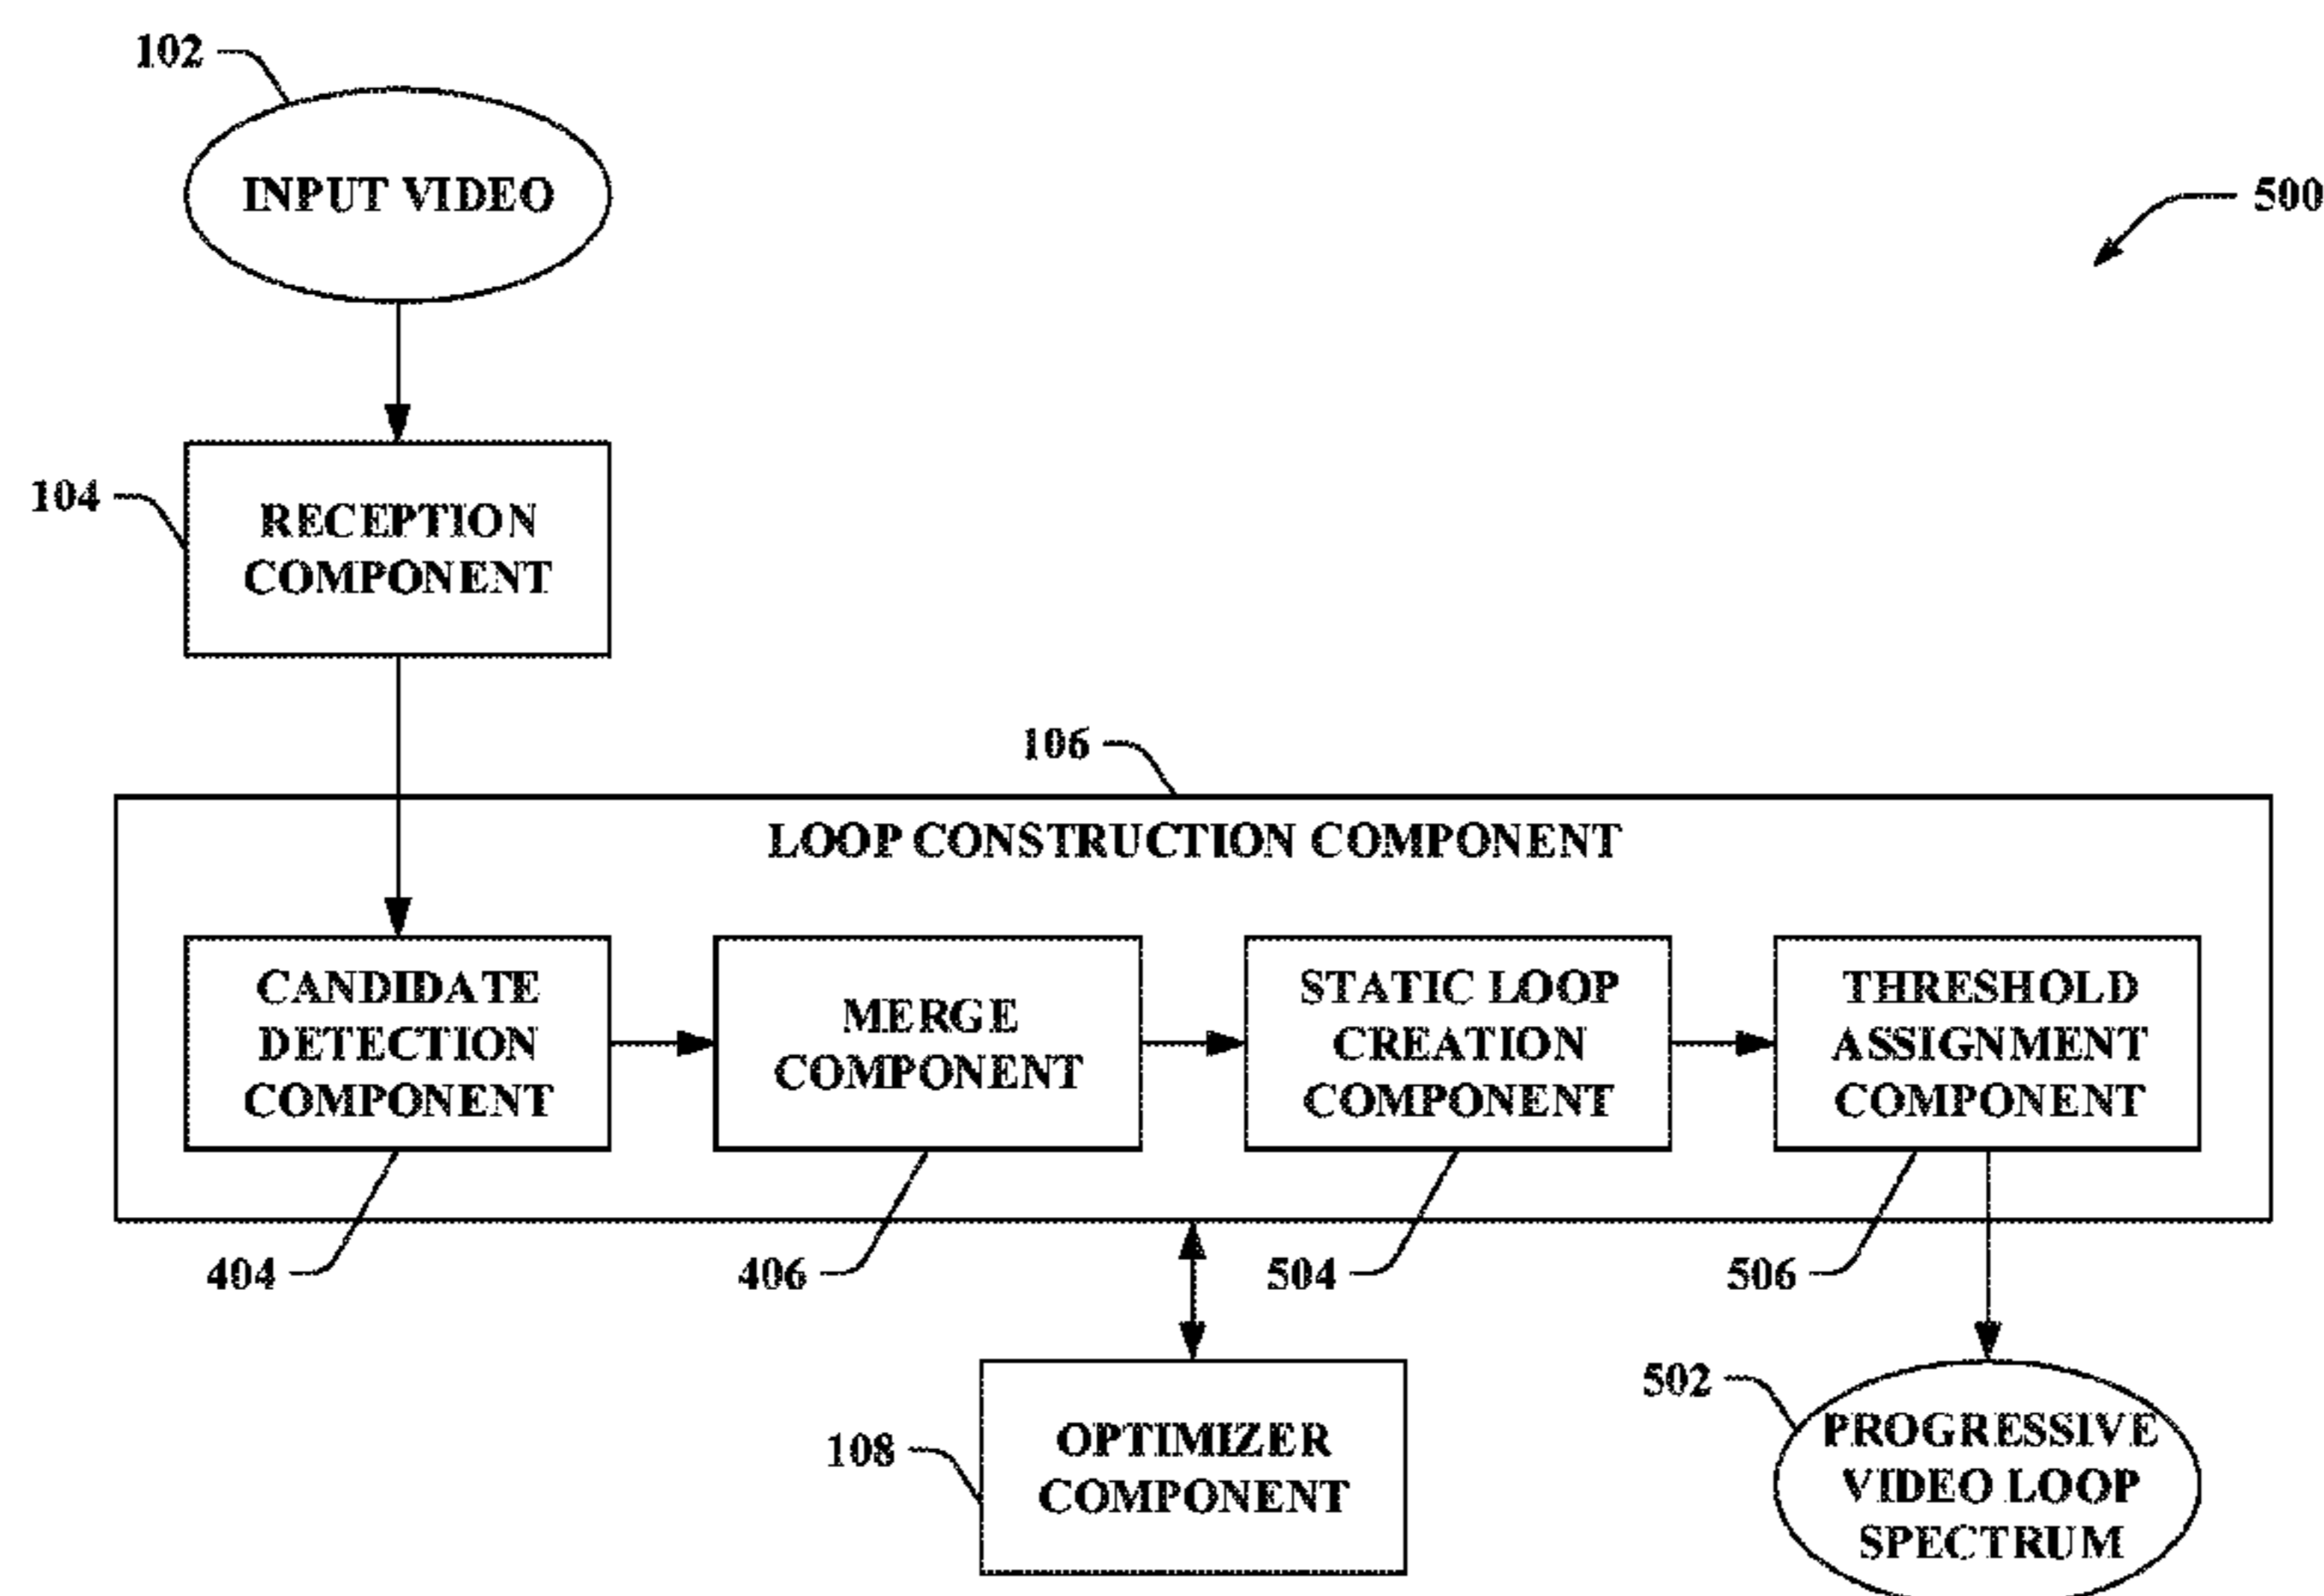 102
INPUT VIDEO
500
104
RECEPTION
COMPONENT
106
LOOP CONSTRUCTION COMPONENT
CANDIDATE
DETECTION
COMPONENT
MERGE
COMPONENT
STATIC LOOP
CREATION
COMPONENT
THRESHOLD
ASSIGNMENT
COMPONENT
404
406
504
506
108
OPTIMIZER
COMPONENT
502
PROGRESSIVE
VIDEO LOOP
SPECTRUM